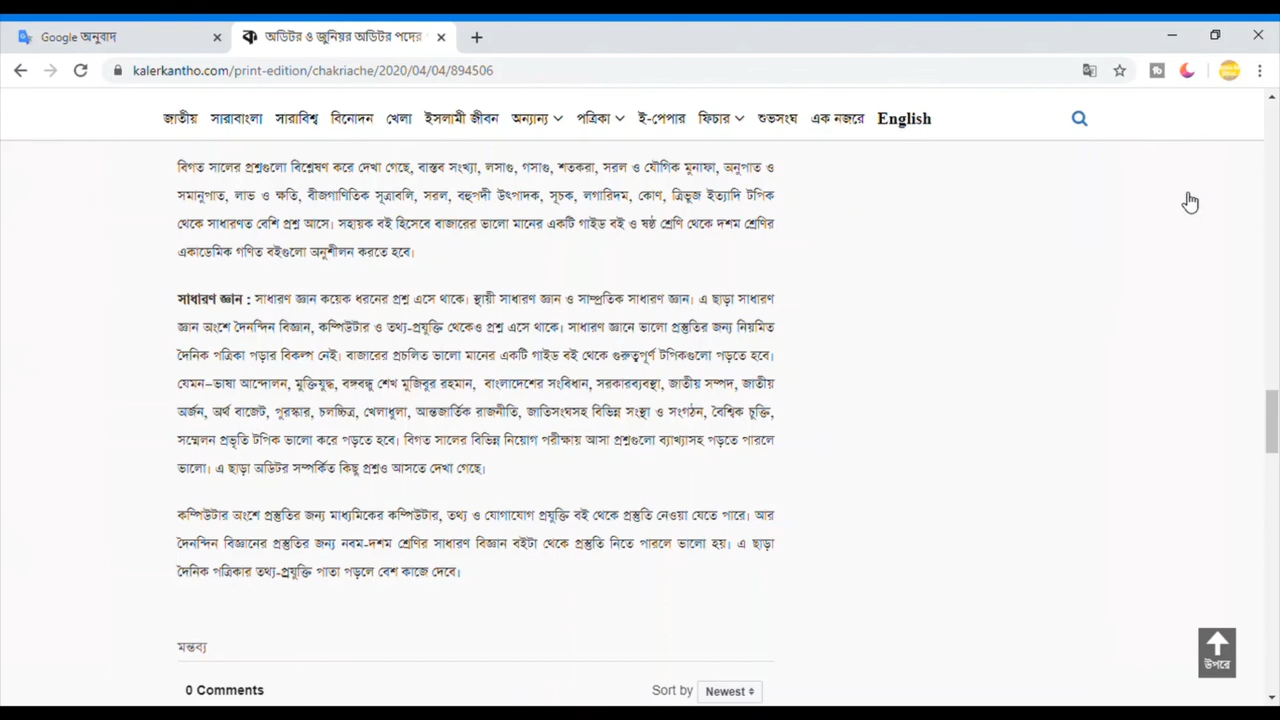 Google অনুবাদ
অডিটর ও জুনিয়র অডিটর পদের
kalerkantho.com/print-edition/chakriache/2020/04/04/894506
জাতীয় সারাবাংলা সারাবিশ্ব বিনোদন খেলা ইসলামী জীবন অন্যান্য পত্রিকা ই-পেপার ফিচার শুভসংঘ এক নজরে English
বিগত সালের প্রশ্নগুলো বিশ্লেষণ করে দেখা গেছে, বাস্তব সংখ্যা, লসাগু, গসাগু, শতকরা, সরল ও যৌগিক মুনাফা, অনুপাত ও
সমানুপাত, লাভ ও ক্ষতি, বীজগাণিতিক সূত্রাবলি, সরল, বহুপদী উৎপাদক, সূচক, লগারিদম, কোণ, ত্রিভুজ ইত্যাদি টপিক
থেকে সাধারণত বেশি প্রশ্ন আসে। সহায়ক বই হিসেবে বাজারের ভালো মানের একটি গাইড বই ও ষষ্ঠ শ্রেণি থেকে দশম শ্রেণির
একাডেমিক গণিত বইগুলো অনুশীলন করতে হবে।
সাধারণ জ্ঞান : সাধারণ জ্ঞান কয়েক ধরনের প্রশ্ন এসে থাকে। স্থায়ী সাধারণ জ্ঞান ও সাম্প্রতিক সাধারণ জ্ঞান। এ ছাড়া সাধারণ
জ্ঞান অংশে দৈনন্দিন বিজ্ঞান, কম্পিউটার ও তথ্য-প্রযুক্তি থেকেও প্রশ্ন এসে থাকে। সাধারণ জ্ঞানে ভালো প্রস্তুতির জন্য নিয়মিত
দৈনিক পত্রিকা পড়ার বিকল্প নেই। বাজারের প্রচলিত ভালো মানের একটি গাইড বই থেকে গুরুত্বপূর্ণ টপিকগুলো পড়তে হবে।
যেমন–ভাষা আন্দোলন, মুক্তিযুদ্ধ, বঙ্গবন্ধু শেখ মুজিবুর রহমান, বাংলাদেশের সংবিধান, সরকারব্যবস্থা, জাতীয় সম্পদ, জাতীয়
অর্জন, অর্থ বাজেট, পুরস্কার, চলচ্চিত্র, খেলাধুলা, আন্তর্জাতিক রাজনীতি, জাতিসংঘসহ বিভিন্ন সংস্থা ও সংগঠন, বৈশ্বিক চুক্তি,
সম্মেলন প্রভৃতি টপিক ভালো করে পড়তে হবে। বিগত সালের বিভিন্ন নিয়োগ পরীক্ষায় আসা প্রশ্নগুলো ব্যাখ্যাসহ পড়তে পারলে
ভালো। এ ছাড়া অডিটর সম্পর্কিত কিছু প্রশ্নও আসতে দেখা গেছে।
কম্পিউটার অংশে প্রস্তুতির জন্য মাধ্যমিকের কম্পিউটার, তথ্য ও যোগাযোগ প্রযুক্তি বই থেকে প্রস্তুতি নেওয়া যেতে পারে। আর
দৈনন্দিন বিজ্ঞানের প্রস্তুতির জন্য নবম-দশম শ্রেণির সাধারণ বিজ্ঞান বইটা থেকে প্রস্তুতি নিতে পারলে ভালো হয়। এ ছাড়া
দৈনিক পত্রিকার তথ্য-প্রযুক্তি পাতা পড়লে বেশ কাজে দেবে।
মন্তব্য
উপরে
0 Comments Sort by Newest